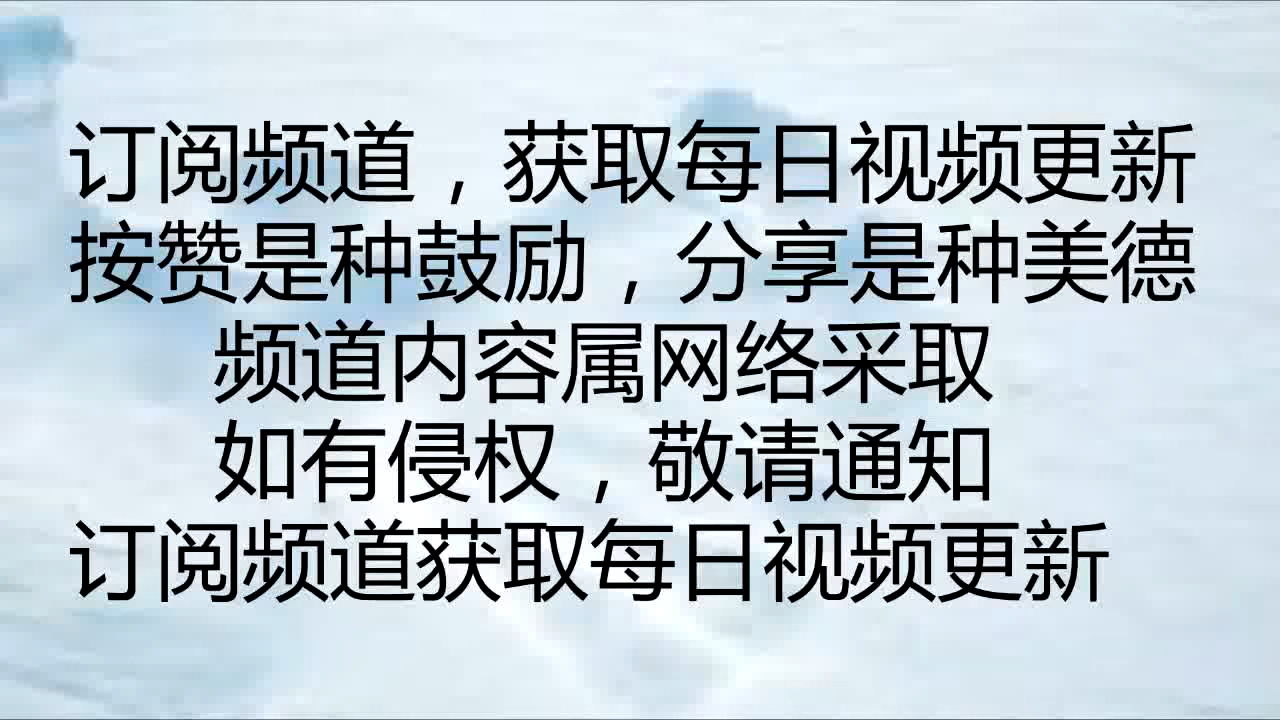 订阅频道，获取每日视频更新
按赞是种鼓励，分享是种美德
频道内容属网络采取
如有侵权，敬请通知
订阅频道获取每日视频更新